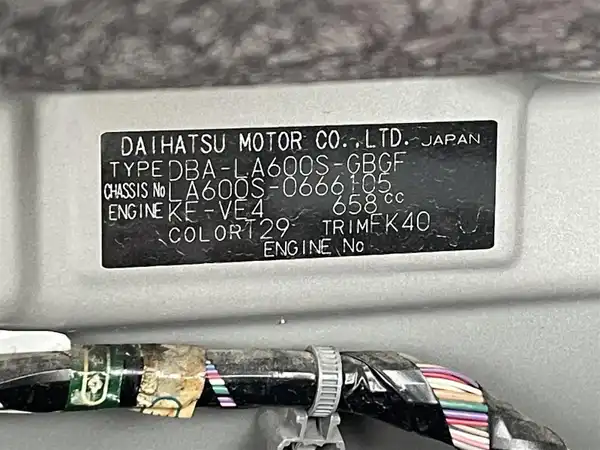 DAIHATSU MOTOR CO.,LTD. JAPAN
TYPE DBA-LA600S-GBGF
CHASSIS No LA600S-0666105
ENGINE KF-VE4 658cc
COLOR T29 TRIM FK40
ENGINE No